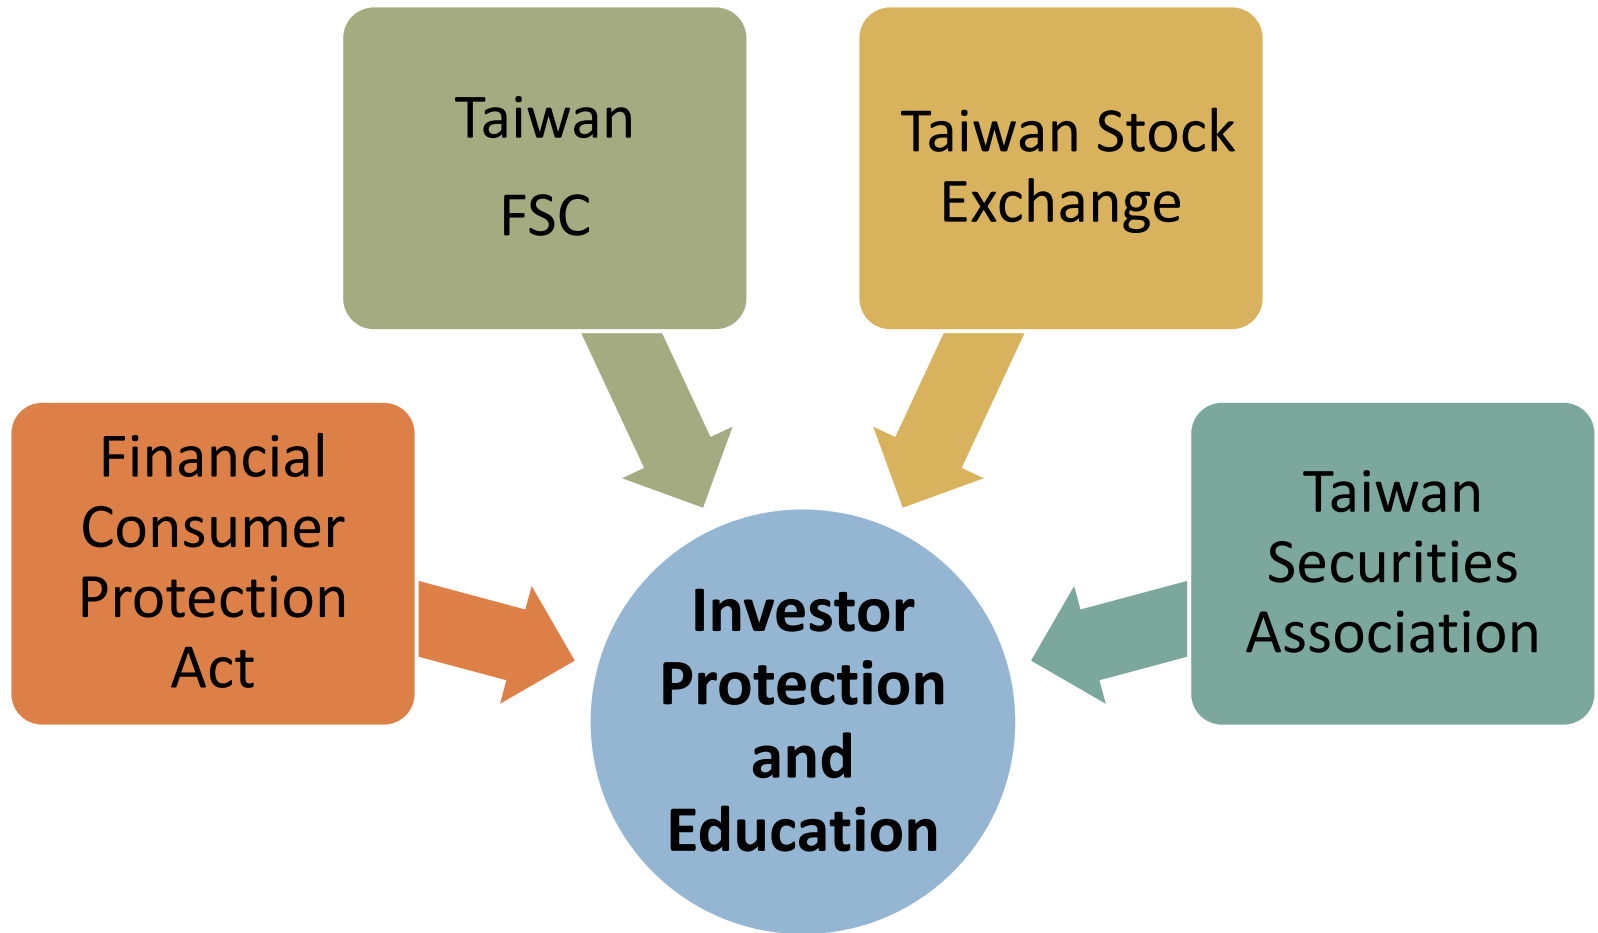 Taiwan
FSC
Taiwan Stock
Exchange
Financial
Consumer
Protection
Act
Taiwan
Securities
Association
Investor
Protection
and
Education